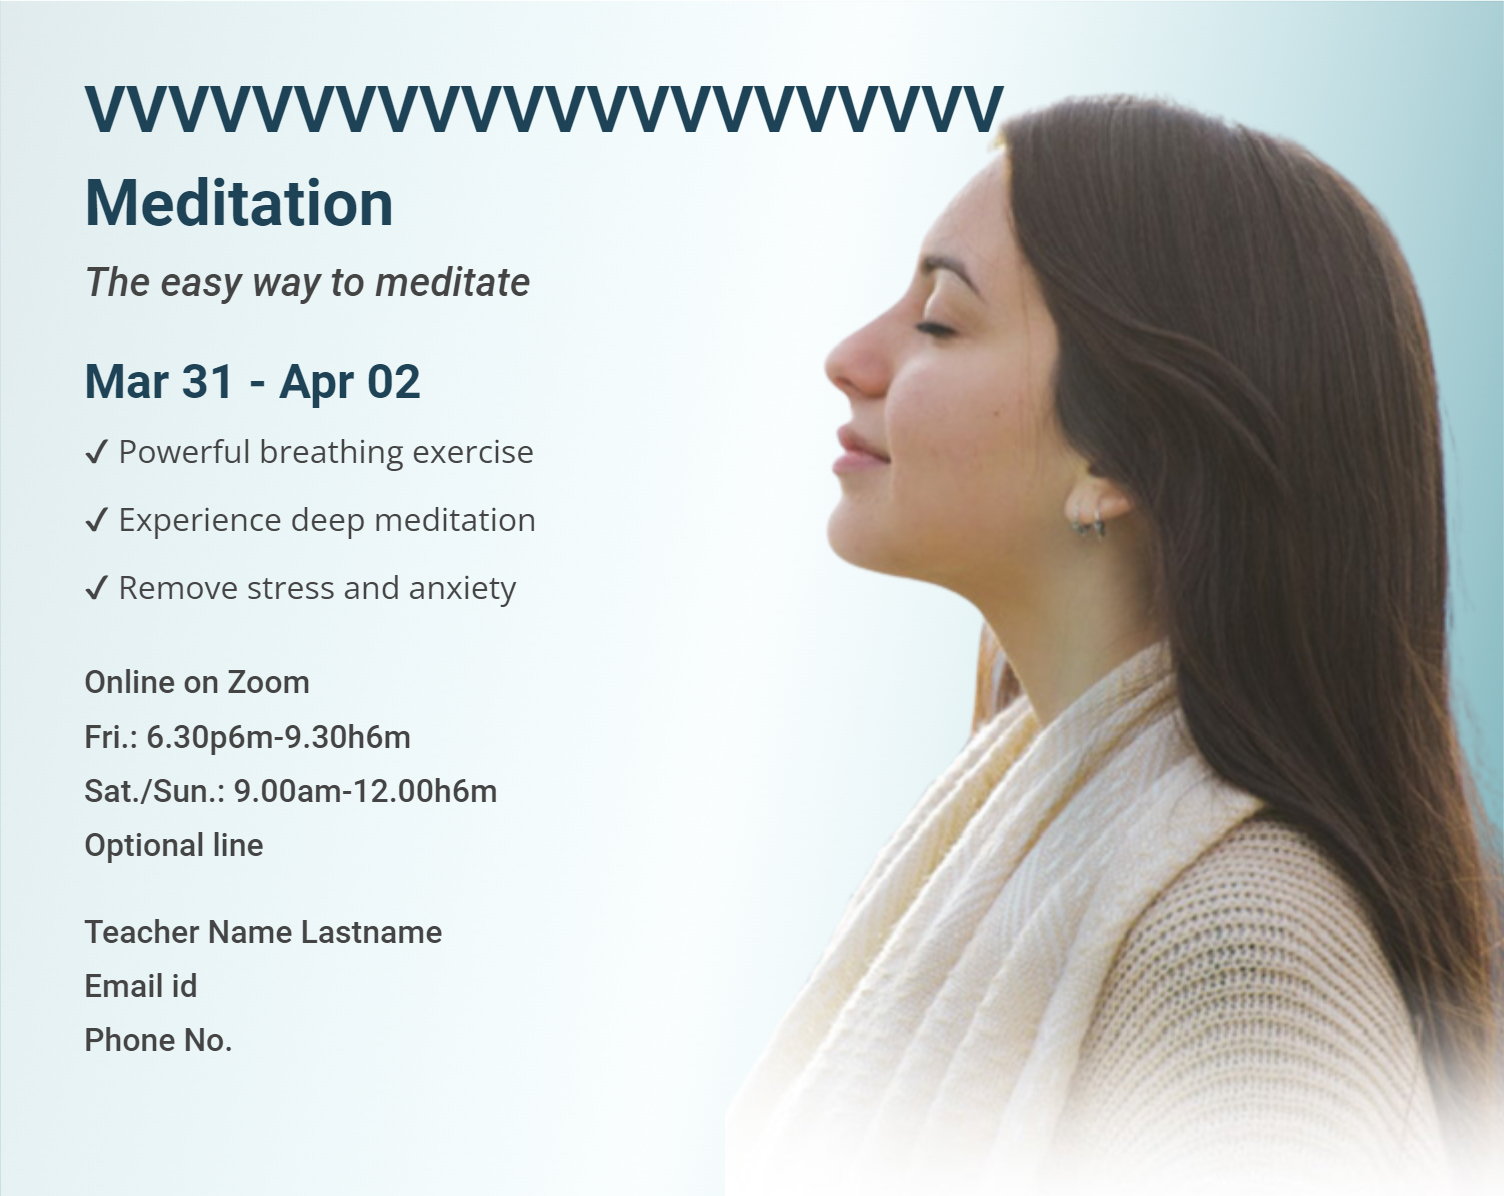 VVVVVVVVVVVVVVVVVVVVVV
Meditation
The easy way to meditate
Mar 31 - Apr 02
✓ Powerful breathing exercise
✓ Experience deep meditation
✓ Remove stress and anxiety
Online on Zoom
Fri.: 6.30p6m-9.30h6m
Sat./Sun.: 9.00am-12.00h6m
Optional line
Teacher Name Lastname
Email id
Phone No.